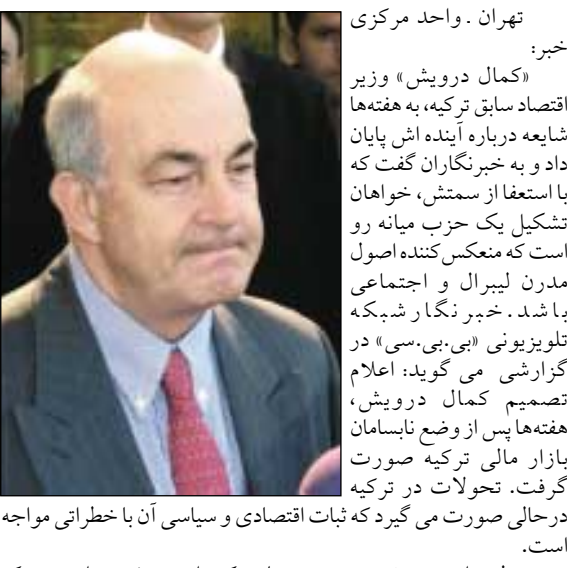 تهران ـ واحد مرکزی
خبر:
«کمال درویش» وزیر
اقتصاد سابق ترکیه، به هفته‌ها
شایعه درباره آینده اش پایان
داد و به خبرنگاران گفت که
با استعفا از سمتش، خواهان
تشکیل یک حزب میانه رو
است که منعکس‌کننده اصول
مدرن لیبرال و اجتماعی
باشد. خبرنگار شبکه
تلویزیونی «بی.بی.سی» در
گزارشی می گوید: اعلام
تصمیم کمال درویش،
هفته‌ها پس از وضع نابسامان
بازار مالی ترکیه صورت
گرفت. تحولات در ترکیه
درحالی صورت می گیرد که ثبات اقتصادی و سیاسی آن با خطراتی مواجه
است.